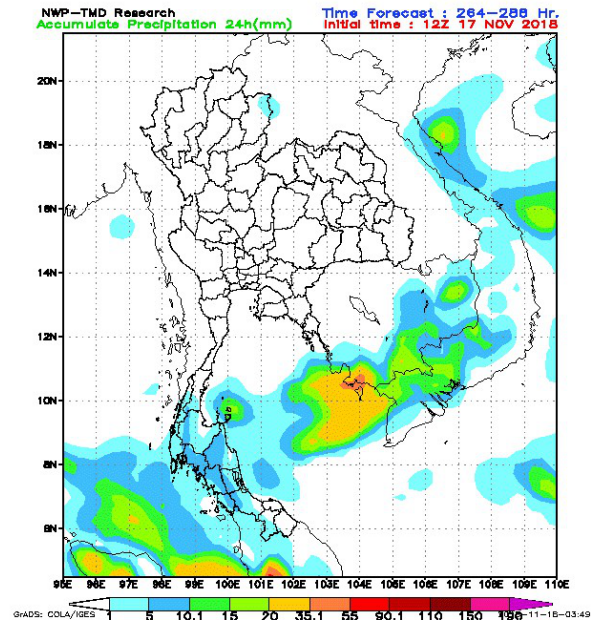 NWP-TMD Research Time Forecast : 264-288 Hr.
Accumulate Precipitation 24h(mm) Initial time : 12Z 17 NOV 2018
20N
18N
16N
14N
12N
10N
8N
6N
95E 96E 97E 98E 99E 100E 101E 102E 103E 104E 105E 106E 107E 108E 109E 110E
GrADS: COLA/IGES 1 5 10.1 15 20 35.1 55 90.1 110 150 -11-18-03:49